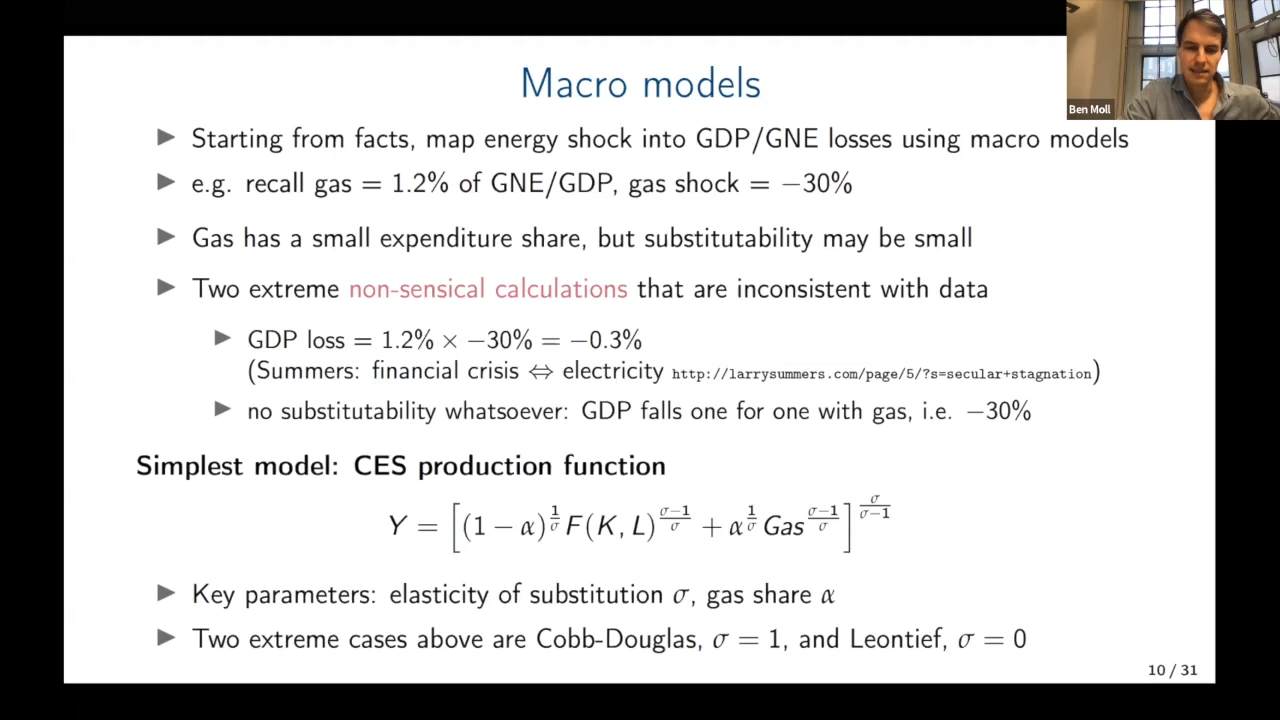 Macro models
▶ Starting from facts, map energy shock into GDP/GNE losses using macro models
▶ e.g. recall gas = 1.2% of GNE/GDP, gas shock = −30%
▶ Gas has a small expenditure share, but substitutability may be small
▶ Two extreme non-sensical calculations that are inconsistent with data
▶ GDP loss = 1.2% × −30% = −0.3%
(Summers: financial crisis ⇔ electricity http://larrysummers.com/page/5/?s=secular+stagnation)
▶ no substitutability whatsoever: GDP falls one for one with gas, i.e. −30%
Simplest model: CES production function
Y = [(1 − α)^{1/σ} F(K, L)^{(σ−1)/σ} + α^{1/σ} Gas^{(σ−1)/σ}]^{σ/(σ−1)}
▶ Key parameters: elasticity of substitution σ, gas share α
▶ Two extreme cases above are Cobb-Douglas, σ = 1, and Leontief, σ = 0
10 / 31
Ben Moll